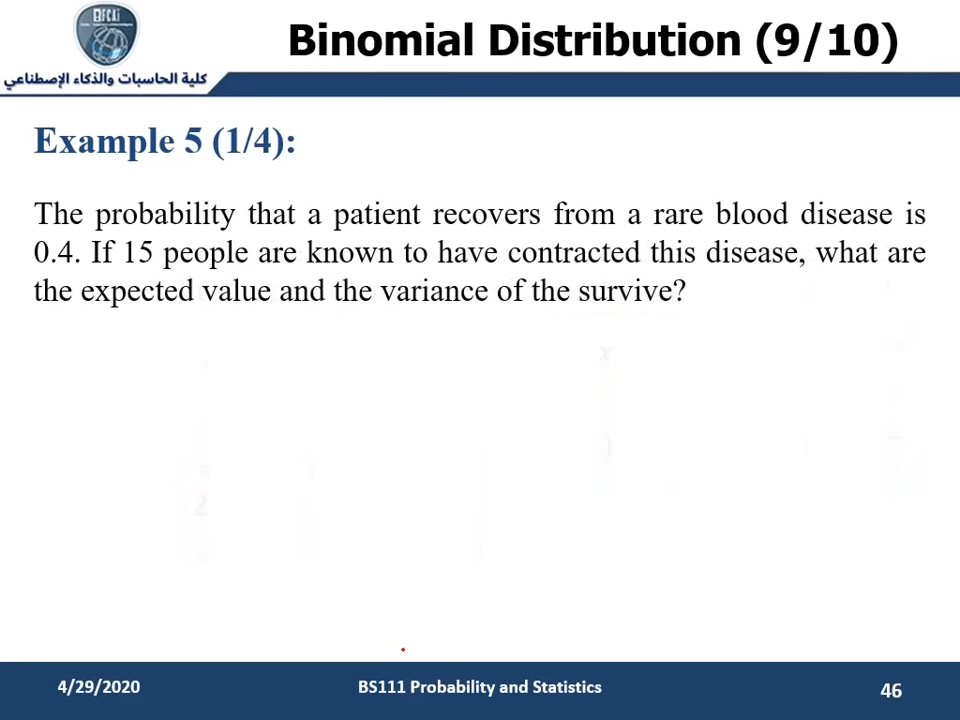 BFCAI
Binomial Distribution (9/10)
كلية الحاسبات والذكاء الإصطناعي
Example 5 (1/4):
The probability that a patient recovers from a rare blood disease is
0.4. If 15 people are known to have contracted this disease, what are
the expected value and the variance of the survive?
4/29/2020
BS111 Probability and Statistics
46